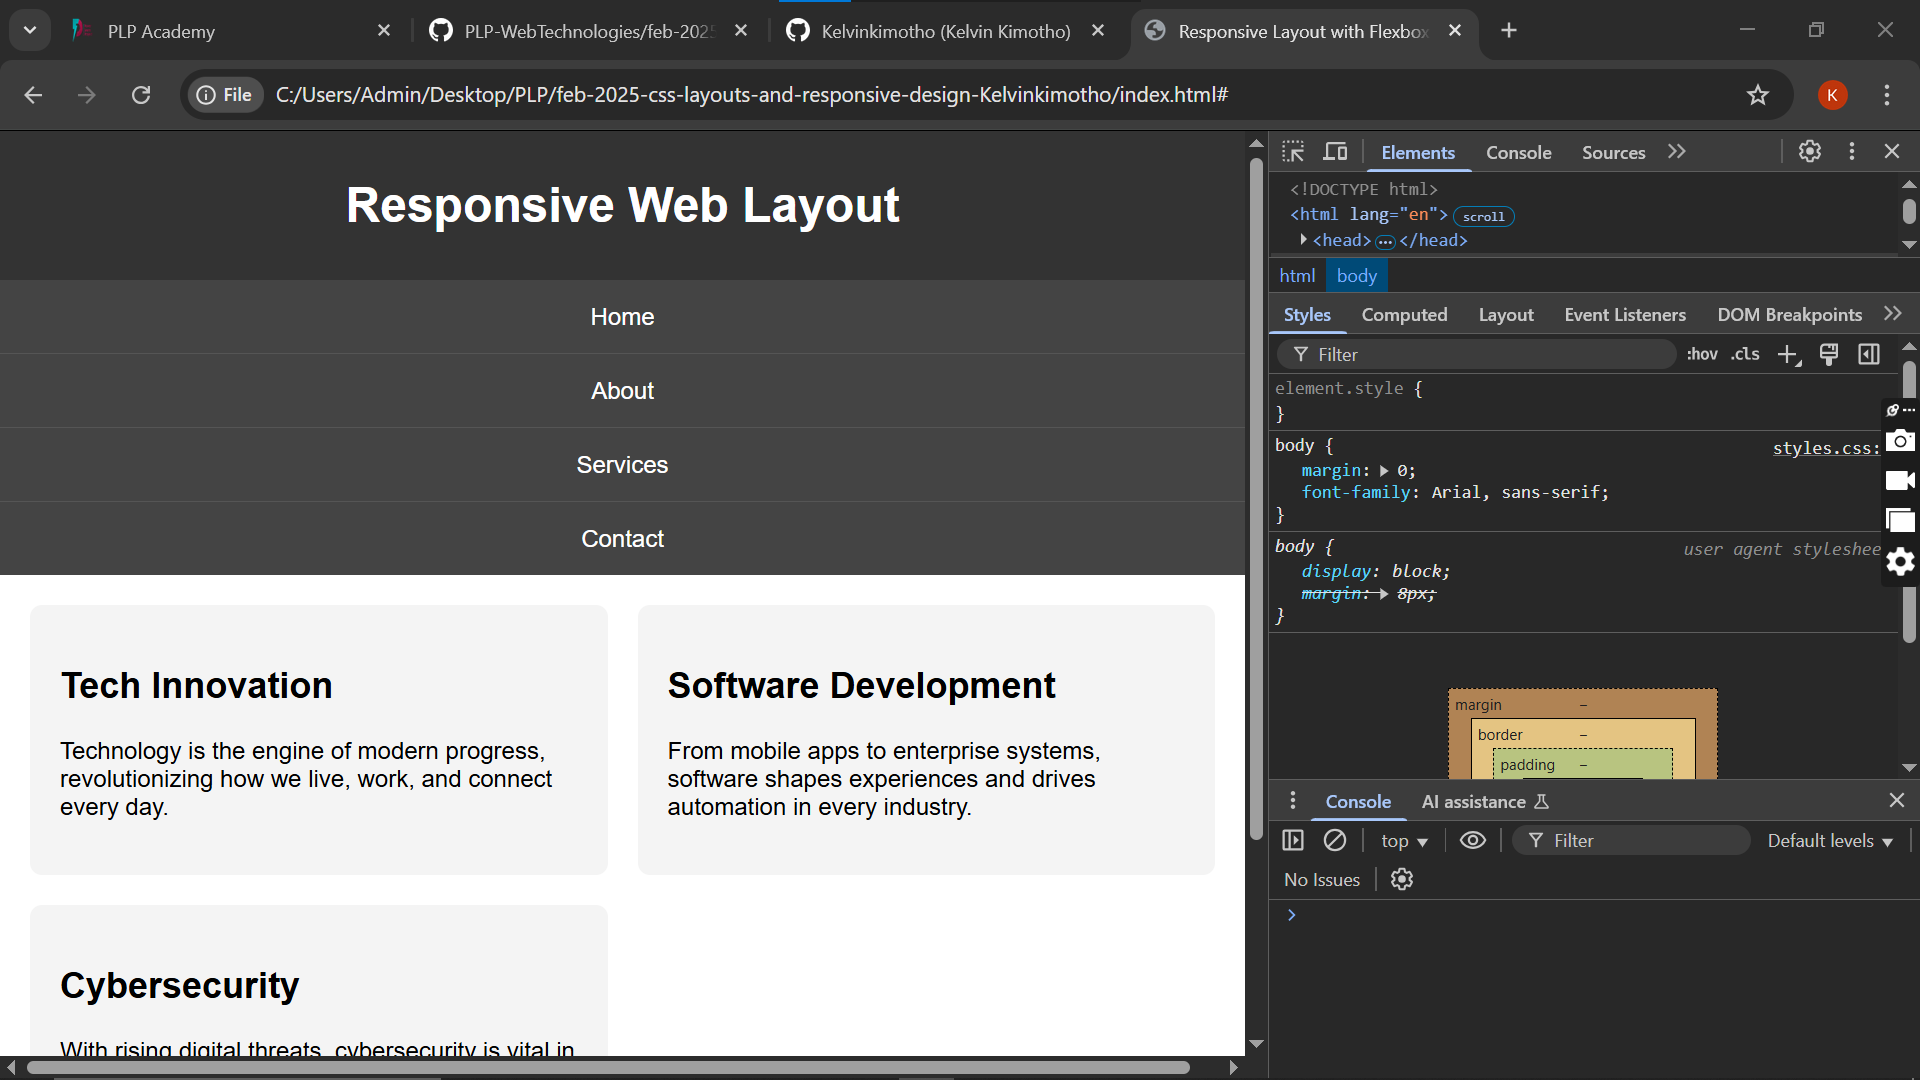 PLP Academy
PLP-WebTechnologies/feb-2025
Kelvinkimotho (Kelvin Kimotho)
Responsive Layout with Flexbox
File
C:/Users/Admin/Desktop/PLP/feb-2025-css-layouts-and-responsive-design-Kelvinkimotho/index.html#
K
Responsive Web Layout
Home
About
Services
Contact
Tech Innovation
Technology is the engine of modern progress,
revolutionizing how we live, work, and connect
every day.
Software Development
From mobile apps to enterprise systems,
software shapes experiences and drives
automation in every industry.
Cybersecurity
With rising digital threats, cybersecurity is vital in
Elements
Console
Sources
<!DOCTYPE html>
<html lang="en"> scroll
<head> ... </head>
html body
Styles
Computed
Layout
Event Listeners
DOM Breakpoints
Filter
:hov .cls
element.style {
}
body {
styles.css:
margin: 0;
font-family: Arial, sans-serif;
}
body {
user agent styleshee
display: block;
margin: 8px;
}
margin –
border –
padding –
Console
AI assistance
top
Filter
Default levels
No Issues